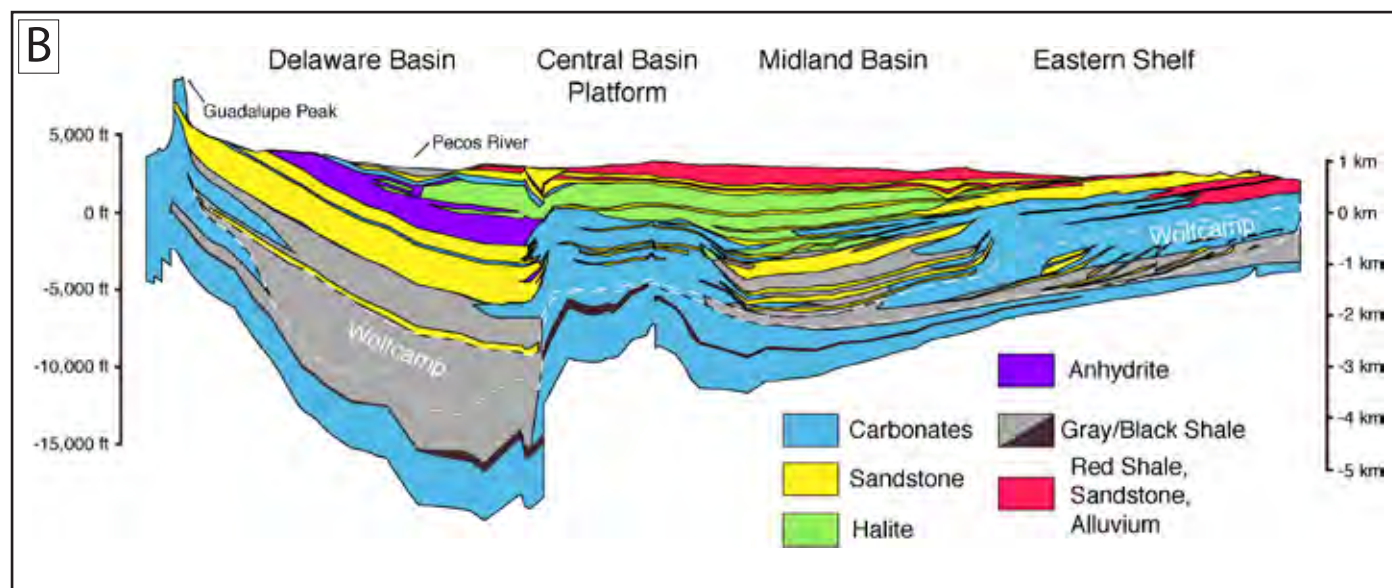 B
Delaware Basin
Central Basin
Platform
Midland Basin
Eastern Shelf
Guadalupe Peak
Pecos River
5,000 ft
0 ft
-5,000 ft
-10,000 ft
-15,000 ft
1 km
0 km
-1 km
-2 km
-3 km
-4 km
-5 km
Wolfcamp
Wolfcamp
Anhydrite
Carbonates
Gray/Black Shale
Sandstone
Red Shale,
Sandstone,
Alluvium
Halite